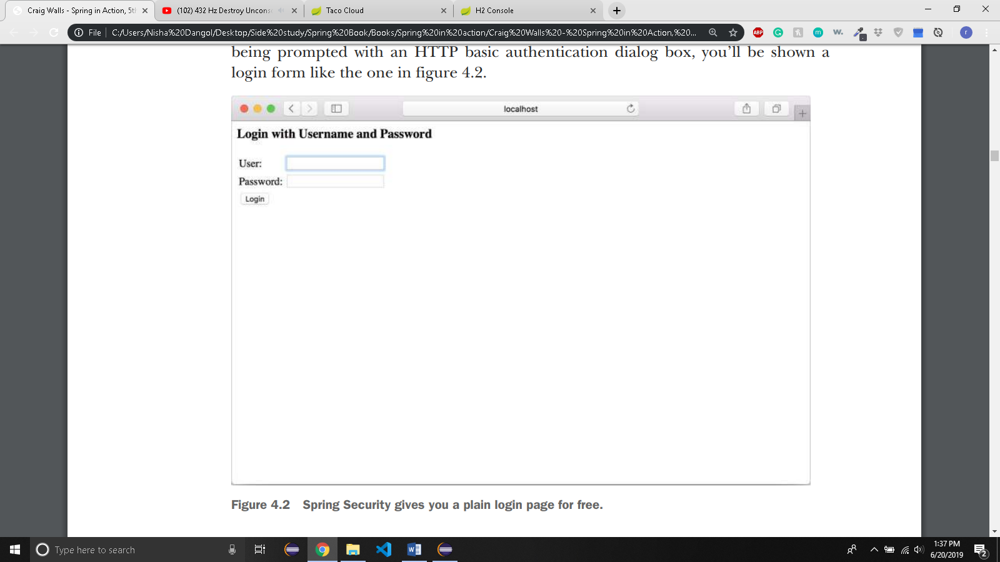 Craig Walls - Spring in Action, 5th
(102) 432 Hz Destroy Unconsc
Taco Cloud
H2 Console
File
C:/Users/Nisha%20Dangol/Desktop/Side%20study/Spring%20Book/Books/Spring%20in%20action/Craig%20Walls%20-%20Spring%20in%20Action,%20...
ABP
m
w.
r
being prompted with an HTTP basic authentication dialog box, you’ll be shown a
login form like the one in figure 4.2.
localhost
Login with Username and Password
User:
Password:
Login
Figure 4.2 Spring Security gives you a plain login page for free.
Type here to search
1:37 PM
6/20/2019
2